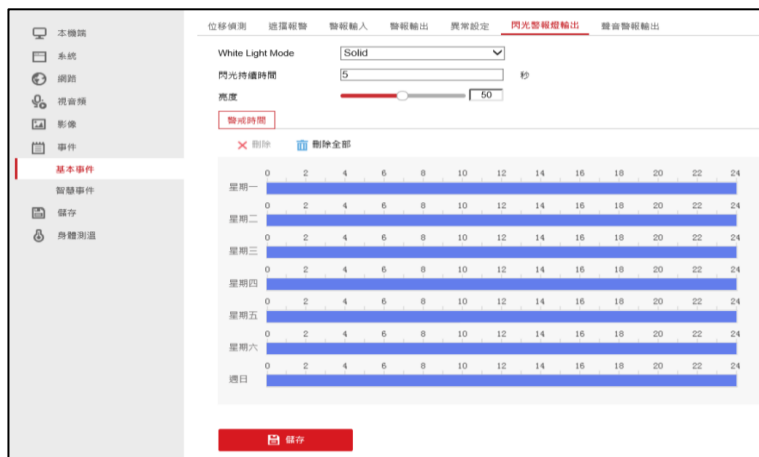 本機端
系統
網路
視音頻
影像
事件
基本事件
智慧事件
儲存
身體測溫
位移偵測 遮擋報警 警報輸入 警報輸出 異常設定 閃光警報燈輸出 聲音警報輸出
White Light Mode Solid
閃光持續時間 5 秒
亮度 50
警戒時間
刪除 刪除全部
0 2 4 6 8 10 12 14 16 18 20 22 24
星期一
0 2 4 6 8 10 12 14 16 18 20 22 24
星期二
0 2 4 6 8 10 12 14 16 18 20 22 24
星期三
0 2 4 6 8 10 12 14 16 18 20 22 24
星期四
0 2 4 6 8 10 12 14 16 18 20 22 24
星期五
0 2 4 6 8 10 12 14 16 18 20 22 24
星期六
0 2 4 6 8 10 12 14 16 18 20 22 24
週日
儲存